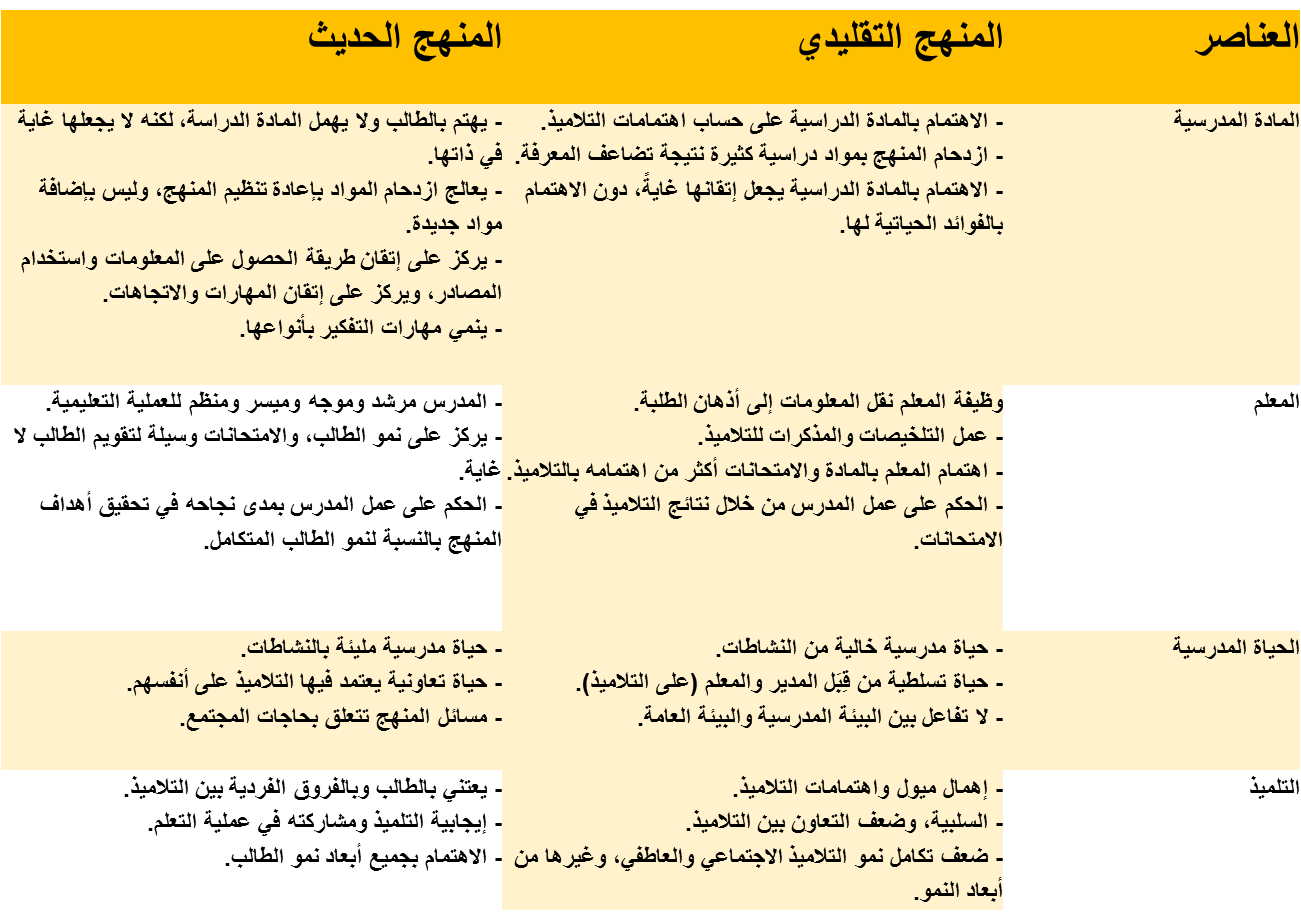 العناصر
المنهج التقليدي
المنهج الحديث
المادة المدرسية
- الاهتمام بالمادة الدراسية على حساب اهتمامات التلاميذ.
- ازدحام المنهج بمواد دراسية كثيرة نتيجة تضاعف المعرفة.
- الاهتمام بالمادة الدراسية يجعل إتقانها غايةً، دون الاهتمام
بالفوائد الحياتية لها.
- يهتم بالطالب ولا يهمل المادة الدراسة، لكنه لا يجعلها غاية
في ذاتها.
- يعالج ازدحام المواد بإعادة تنظيم المنهج، وليس بإضافة
مواد جديدة.
- يركز على إتقان طريقة الحصول على المعلومات واستخدام
المصادر، ويركز على إتقان المهارات والاتجاهات.
- ينمي مهارات التفكير بأنواعها.
المعلم
وظيفة المعلم نقل المعلومات إلى أذهان الطلبة.
- عمل التلخيصات والمذكرات للتلاميذ.
- اهتمام المعلم بالمادة والامتحانات أكثر من اهتمامه بالتلاميذ.
- الحكم على عمل المدرس من خلال نتائج التلاميذ في
الامتحانات.
- المدرس مرشد وموجه وميسر ومنظم للعملية التعليمية.
- يركز على نمو الطالب، والامتحانات وسيلة لتقويم الطالب لا
غاية.
- الحكم على عمل المدرس بمدى نجاحه في تحقيق أهداف
المنهج بالنسبة لنمو الطالب المتكامل.
الحياة المدرسية
- حياة مدرسية خالية من النشاطات.
- حياة تسلطية من قِبَل المدير والمعلم (على التلاميذ).
- لا تفاعل بين البيئة المدرسية والبيئة العامة.
- حياة مدرسية مليئة بالنشاطات.
- حياة تعاونية يعتمد فيها التلاميذ على أنفسهم.
- مسائل المنهج تتعلق بحاجات المجتمع.
التلميذ
- إهمال ميول واهتمامات التلاميذ.
- السلبية، وضعف التعاون بين التلاميذ.
- ضعف تكامل نمو التلاميذ الاجتماعي والعاطفي، وغيرها من
أبعاد النمو.
- يعتني بالطالب وبالفروق الفردية بين التلاميذ.
- إيجابية التلميذ ومشاركته في عملية التعلم.
- الاهتمام بجميع أبعاد نمو الطالب.